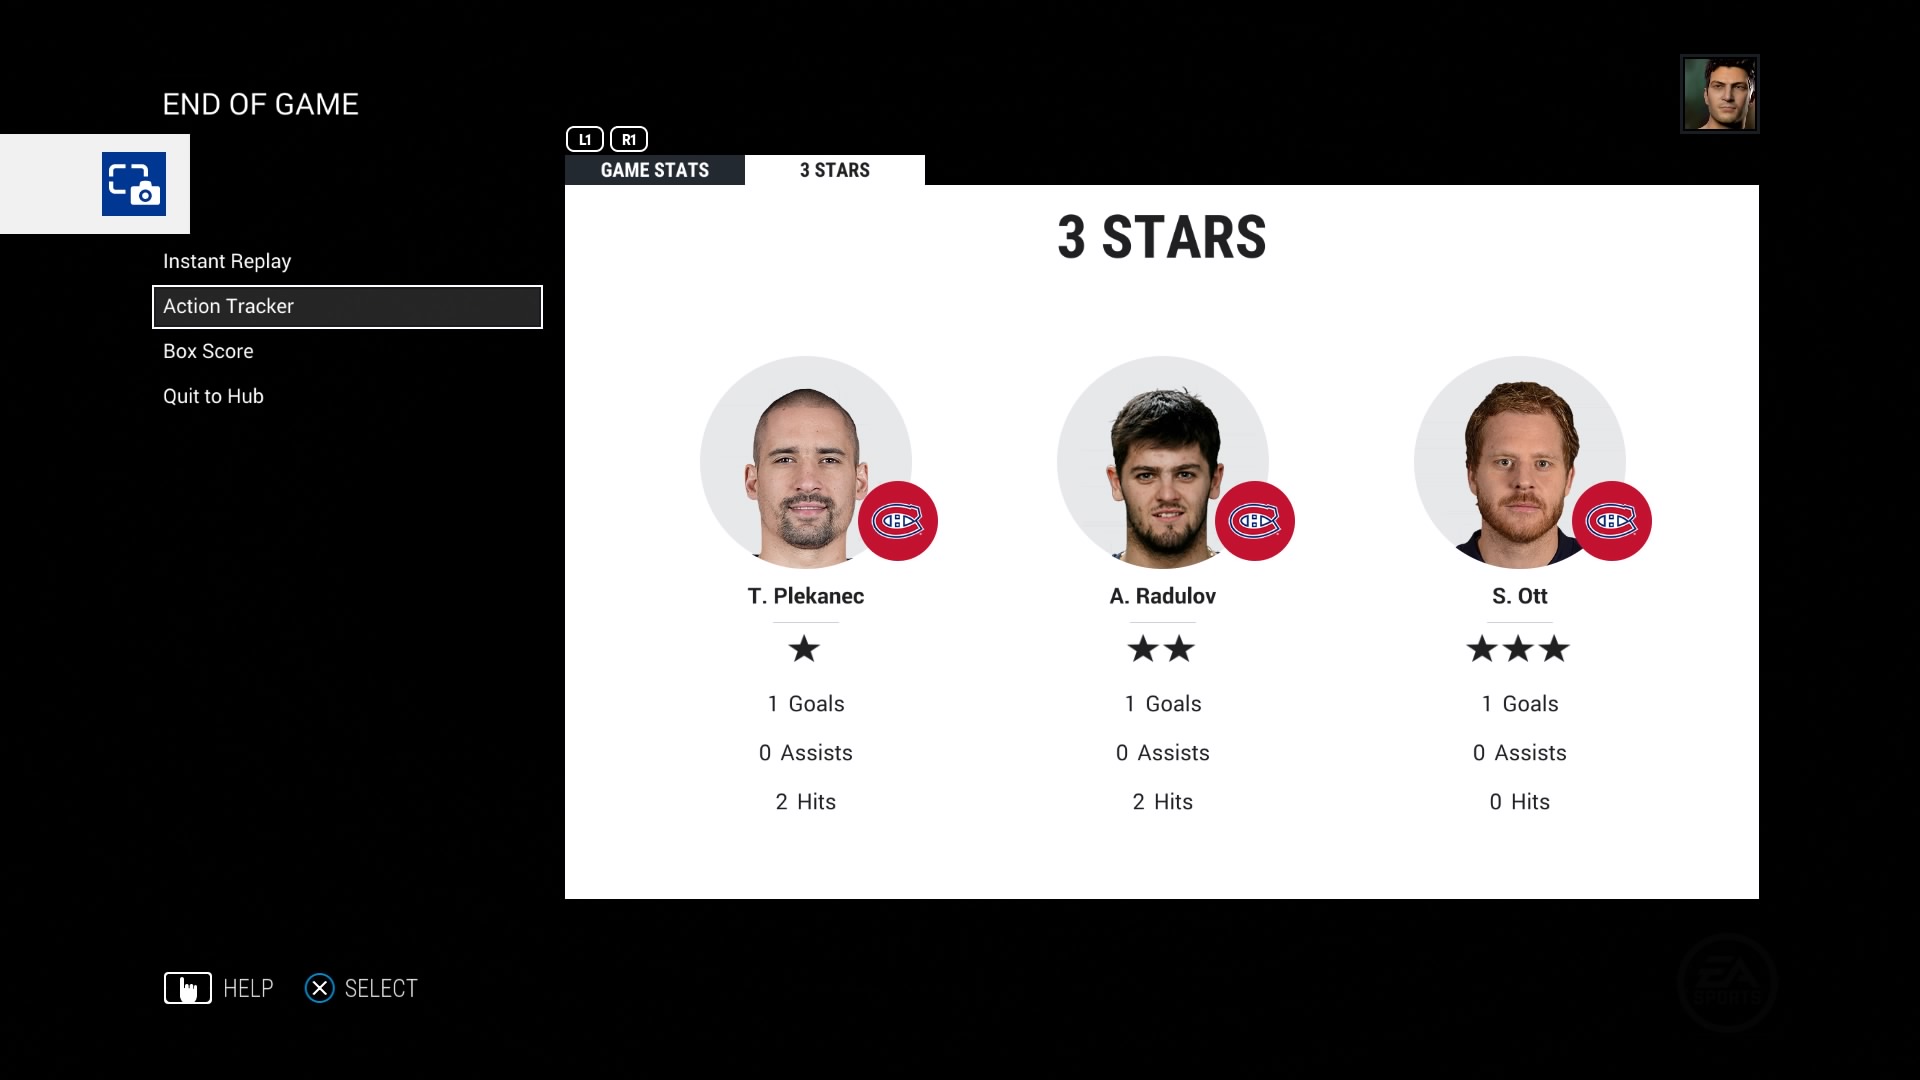 END OF GAME
L1 R1
GAME STATS 3 STARS
3 STARS
Instant Replay
Action Tracker
Box Score
Quit to Hub
T. Plekanec A. Radulov S. Ott
1 Goals 1 Goals 1 Goals
0 Assists 0 Assists 0 Assists
2 Hits 2 Hits 0 Hits
HELP SELECT
EA
SPORTS